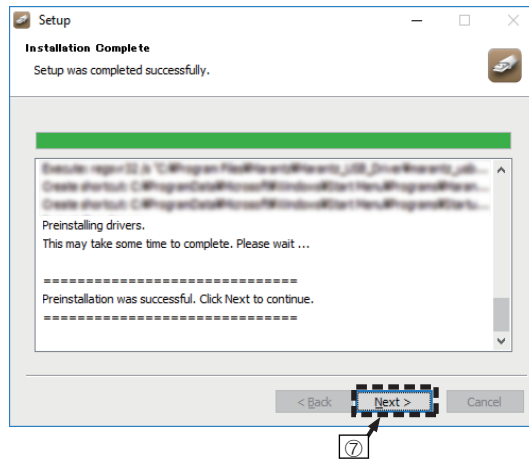 Setup
Installation Complete
Setup was completed successfully.
Preinstalling drivers.
This may take some time to complete. Please wait ...
==============================
Preinstallation was successful. Click Next to continue.
==============================
< Back
Next >
Cancel
⑦